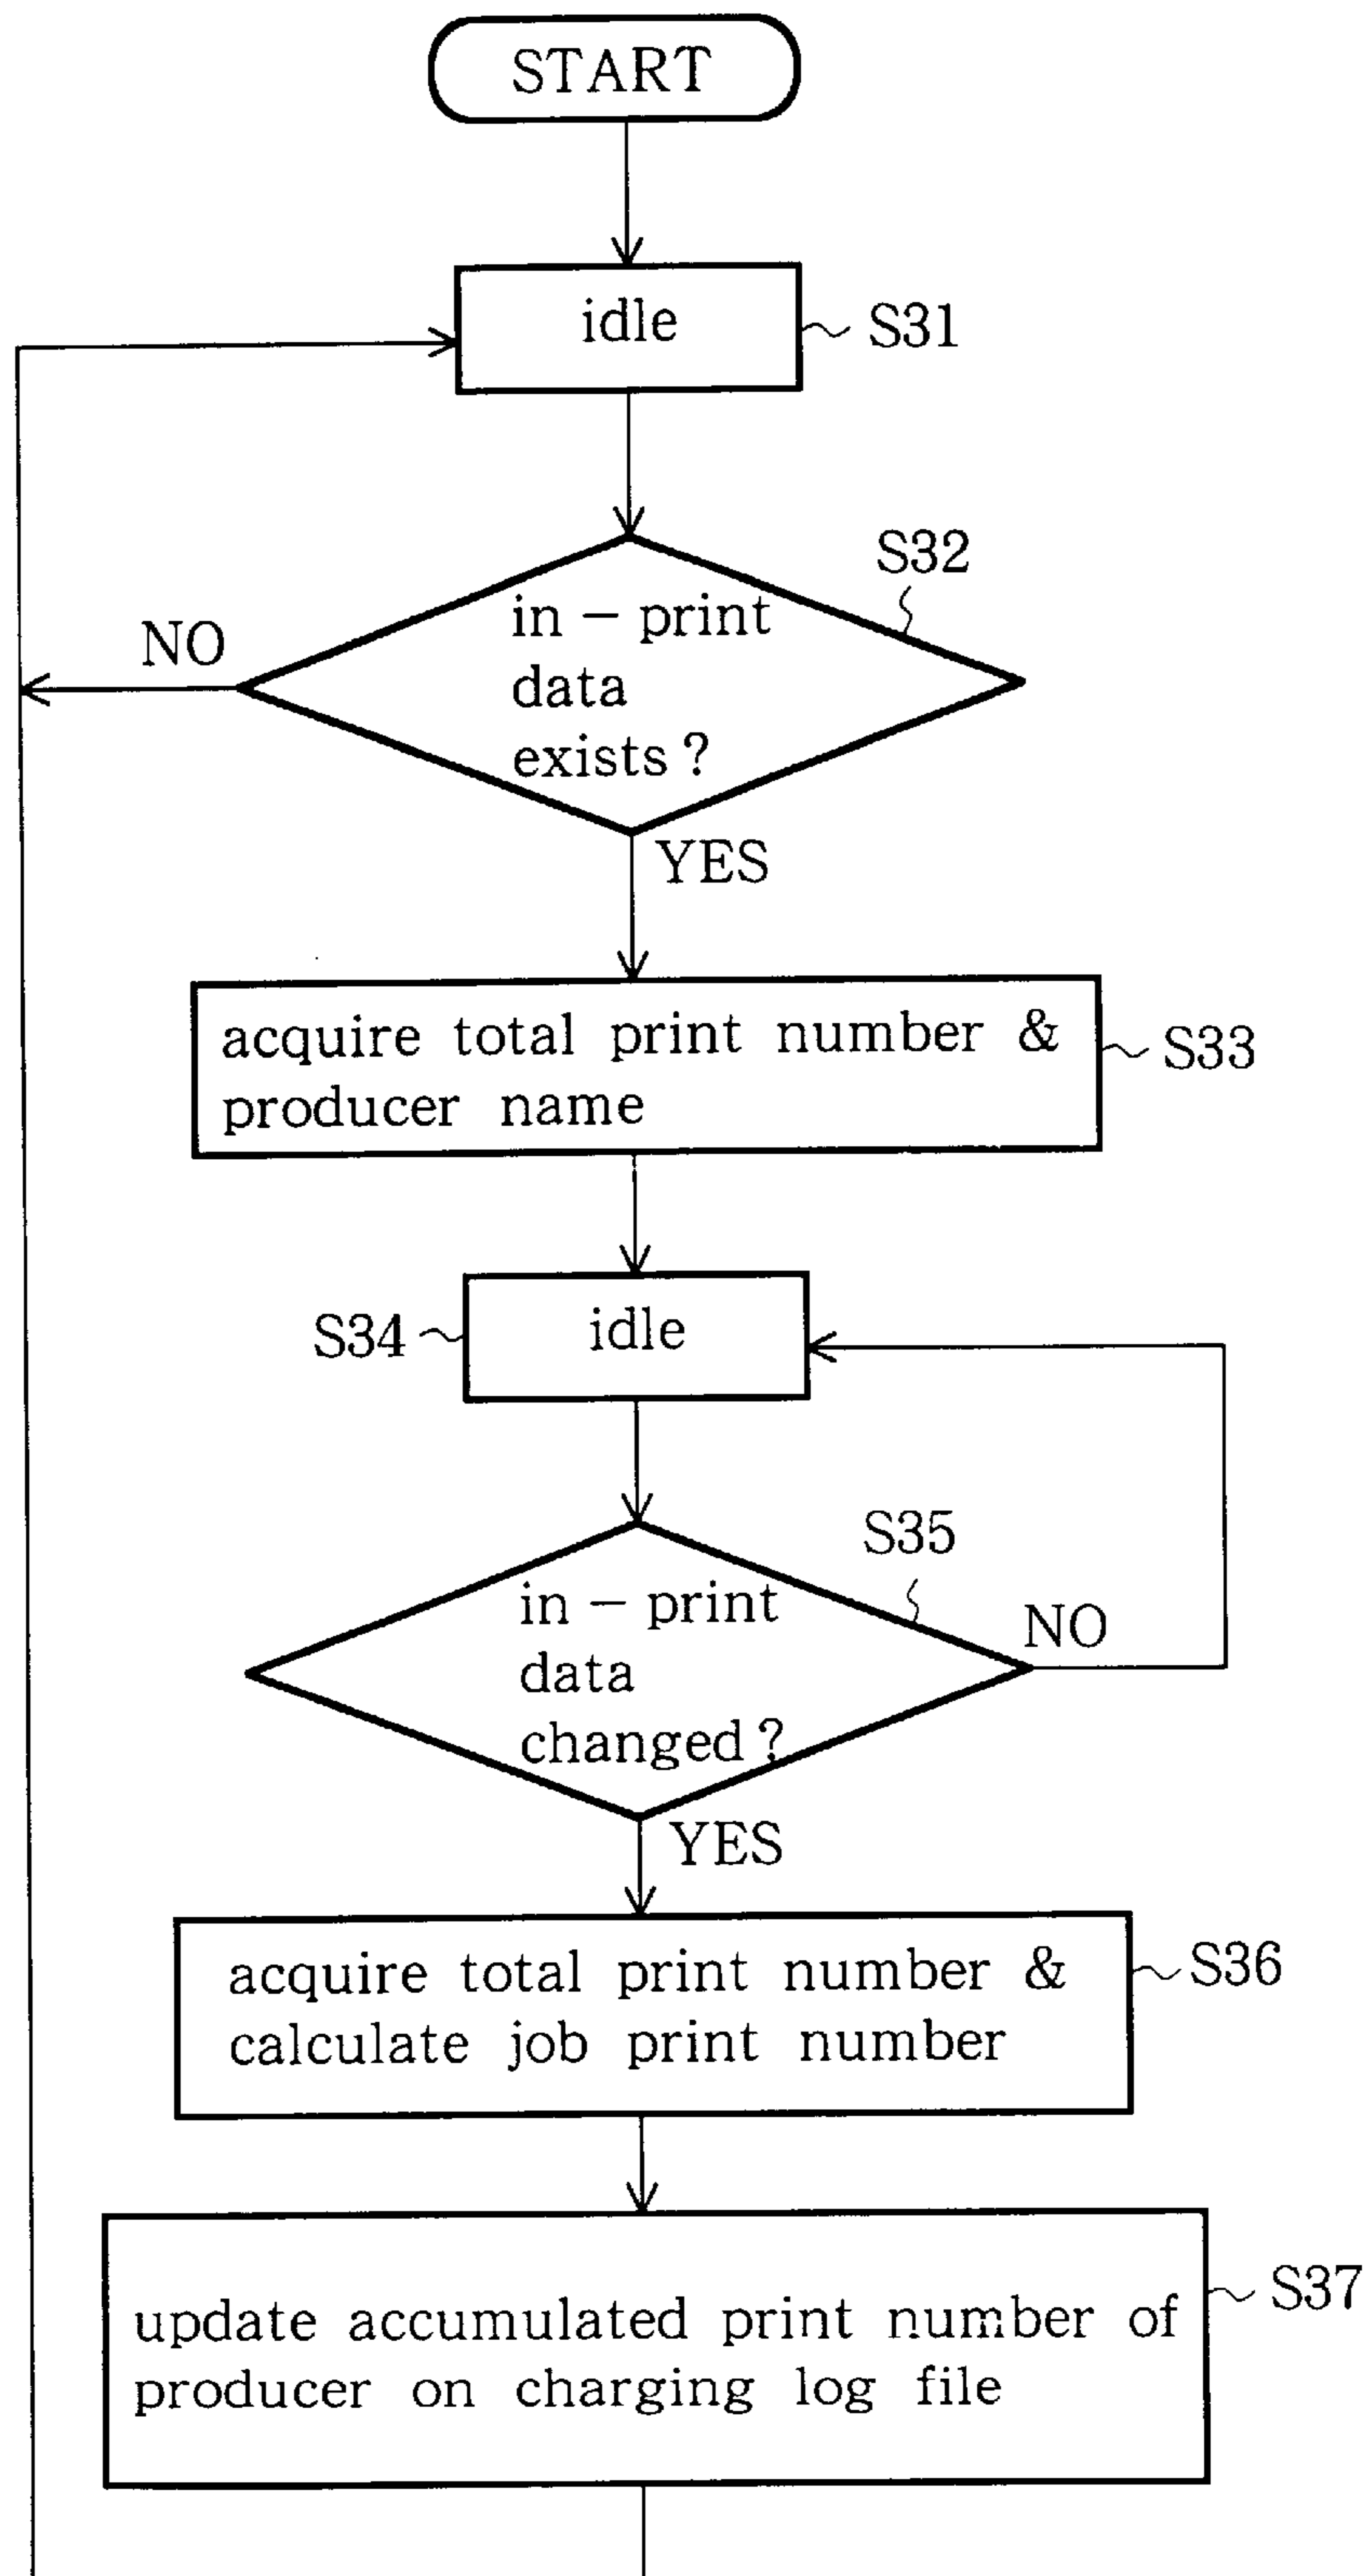 START
idle
S31
S32
in – print
data
exists ?
NO
YES
acquire total print number &
producer name
S33
S34
idle
S35
in – print
data
changed ?
NO
YES
acquire total print number &
calculate job print number
S36
update accumulated print number of
producer on charging log file
S37